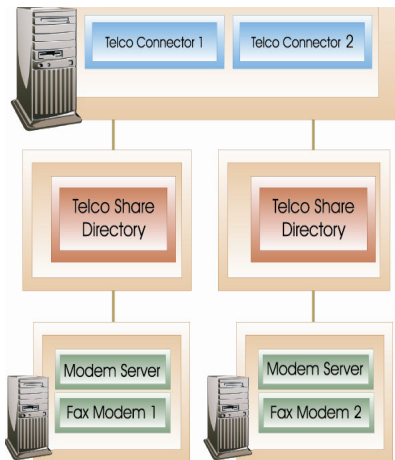 Telco Connector 1
Telco Connector 2
Telco Share
Directory
Telco Share
Directory
Modem Server
Fax Modem 1
Modem Server
Fax Modem 2